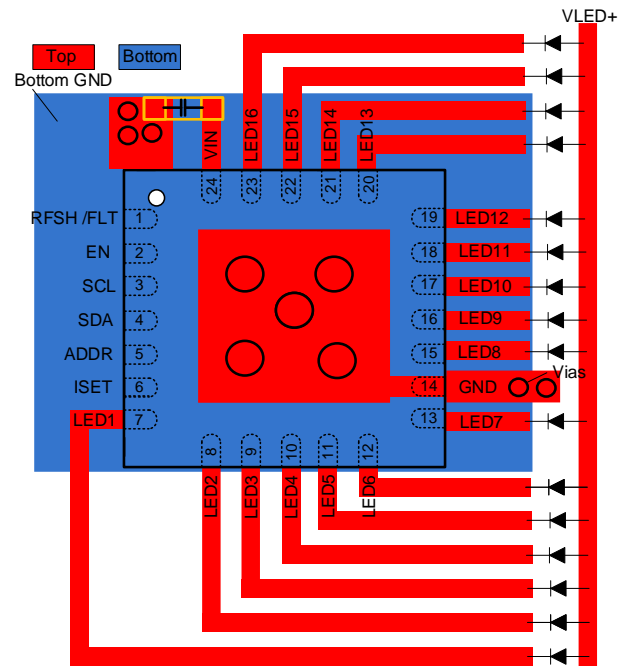 VLED+
Top
Bottom
Bottom GND
VIN
LED16
LED15
LED14
LED13
24
23
22
21
20
RFSH /FLT
1
19
LED12
EN
2
18
LED11
SCL
3
17
LED10
SDA
4
16
LED9
ADDR
5
15
LED8
Vias
ISET
6
14
GND
LED1
7
13
LED7
8
9
10
11
12
LED2
LED3
LED4
LED5
LED6